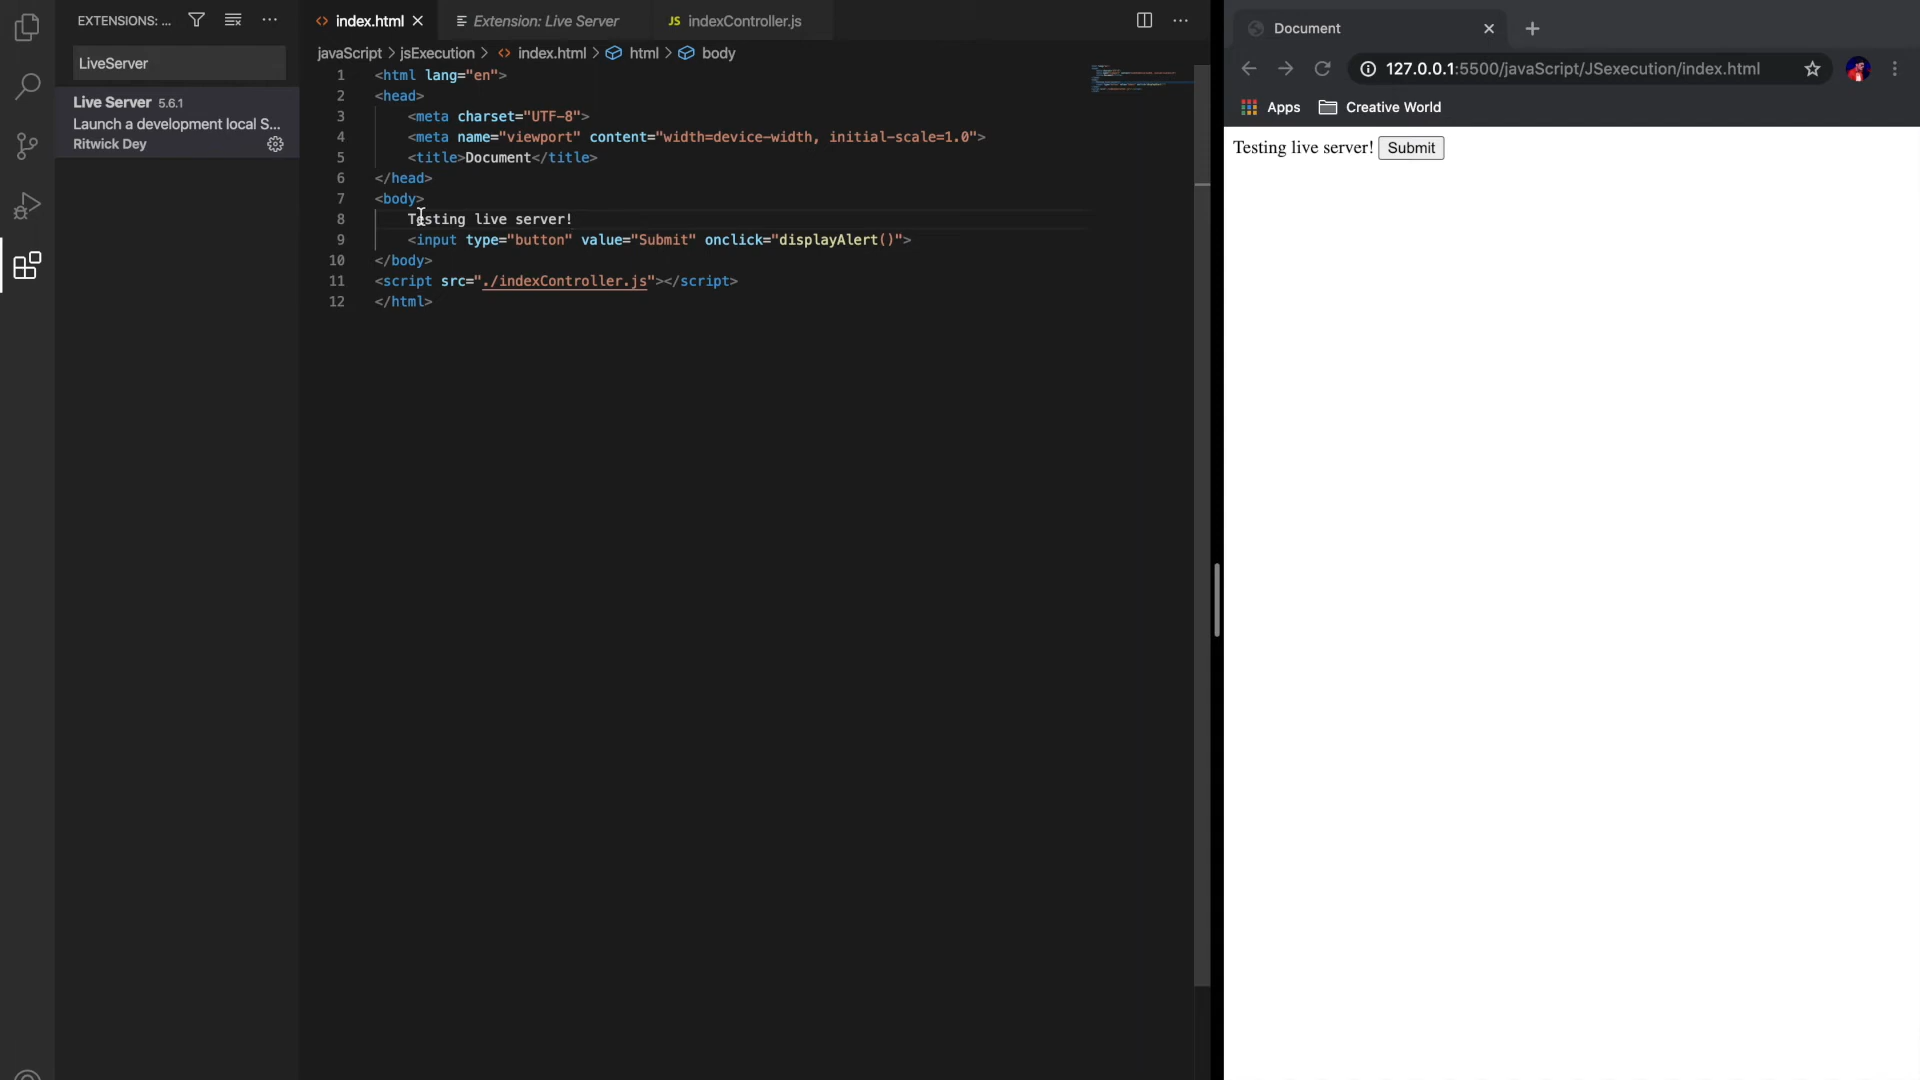 EXTENSIONS: ...
LiveServer
Live Server 5.6.1
Launch a development local S...
Ritwick Dey
index.html
Extension: Live Server
JS indexController.js
javaScript > jsExecution > index.html > html > body
1 <html lang="en">
2 <head>
3 <meta charset="UTF-8">
4 <meta name="viewport" content="width=device-width, initial-scale=1.0">
5 <title>Document</title>
6 </head>
7 <body>
8 Testing live server!
9 <input type="button" value="Submit" onclick="displayAlert()">
10 </body>
11 <script src="./indexController.js"></script>
12 </html>
Document
127.0.0.1:5500/javaScript/JSexecution/index.html
Apps Creative World
Testing live server! Submit